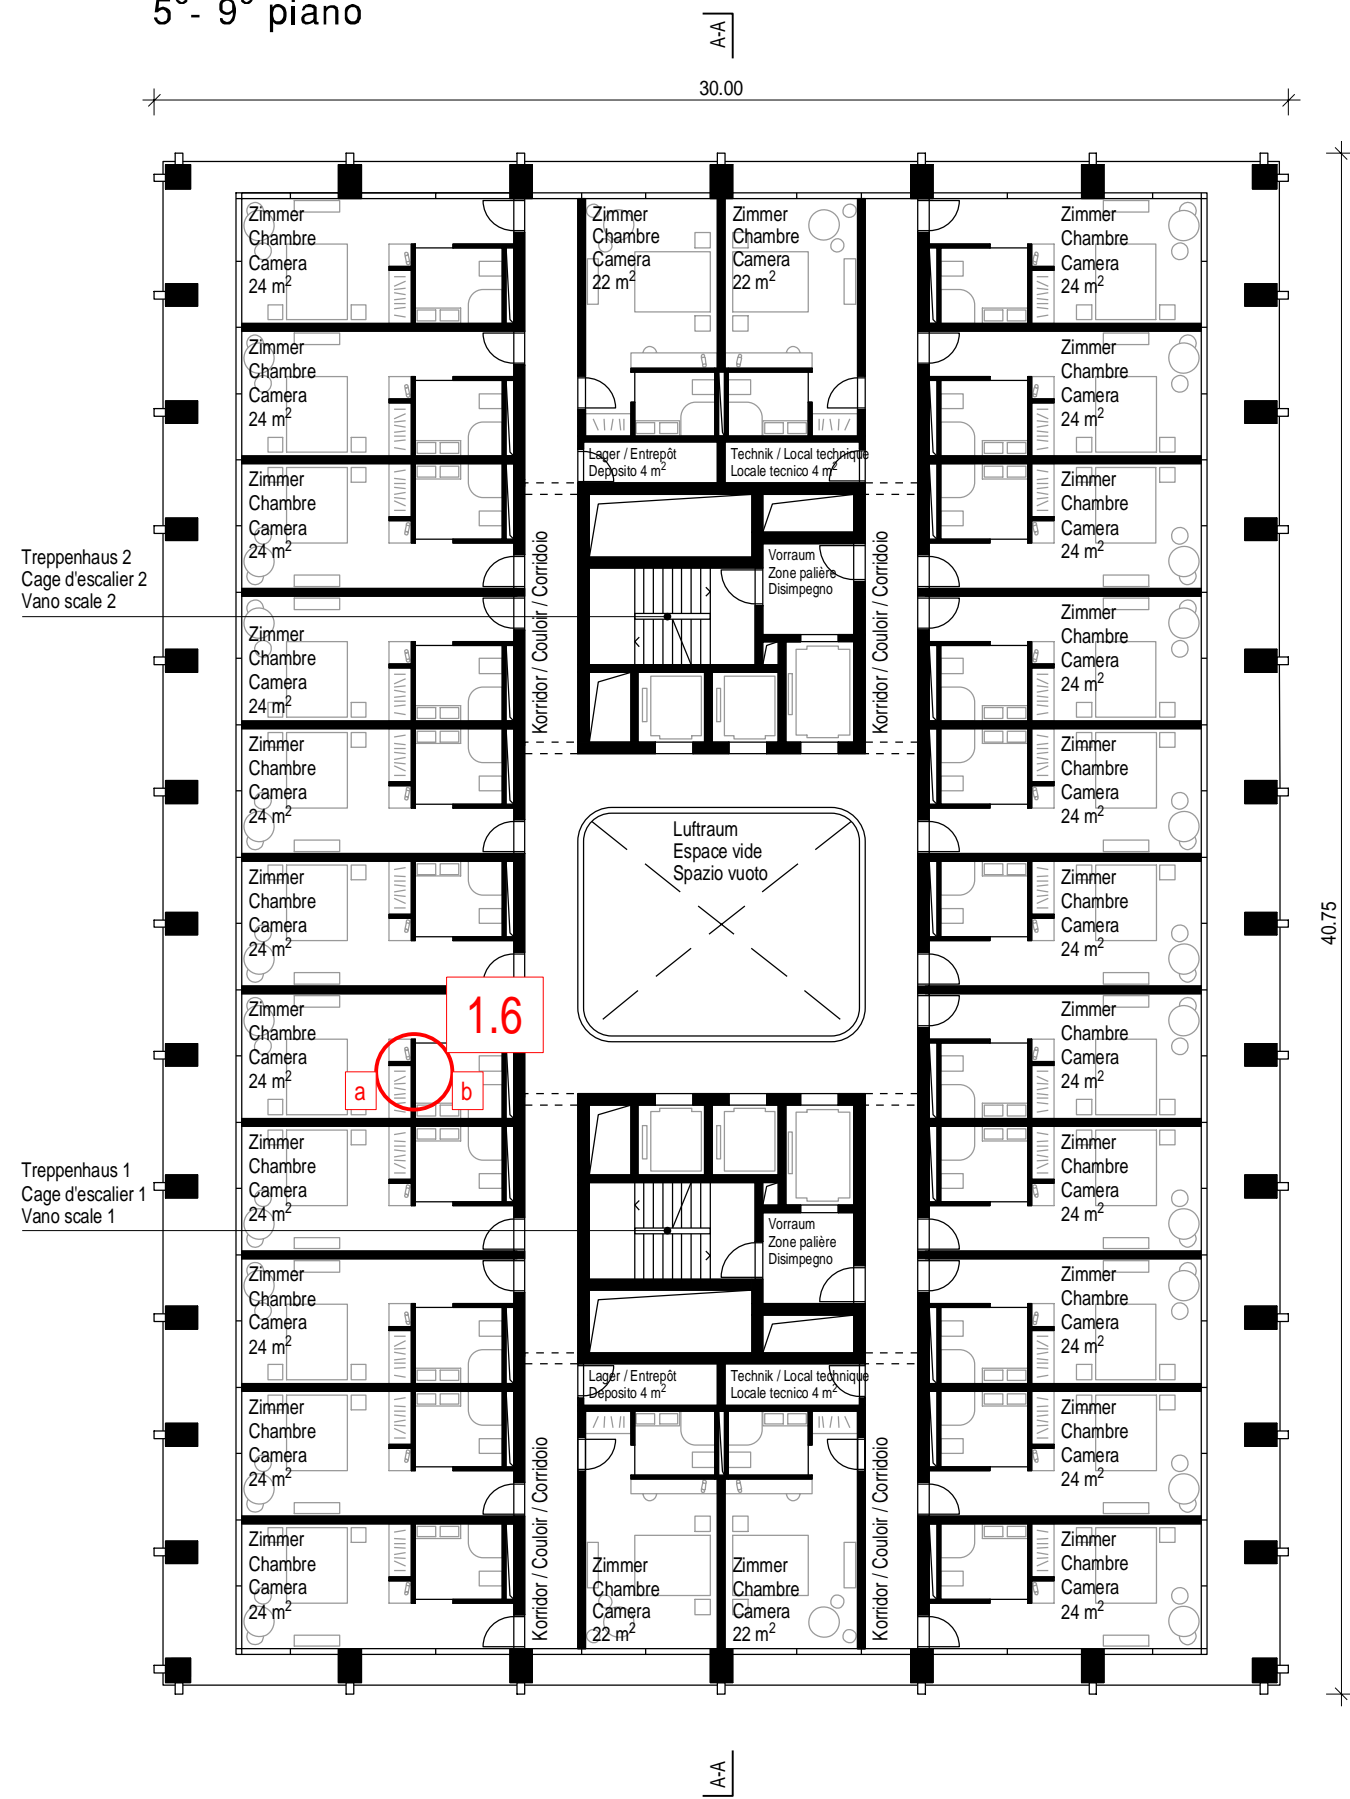 5°- 9° piano
A-A
30.00
40.75
Zimmer
Chambre
Camera
24 m²
Zimmer
Chambre
Camera
22 m²
Zimmer
Chambre
Camera
22 m²
Zimmer
Chambre
Camera
24 m²
Zimmer
Chambre
Camera
24 m²
Zimmer
Chambre
Camera
24 m²
Lager / Entrepôt
Deposito 4 m²
Technik / Local technique
Locale tecnico 4 m²
Zimmer
Chambre
Camera
24 m²
Zimmer
Chambre
Camera
24 m²
Treppenhaus 2
Cage d'escalier 2
Vano scale 2
Korridor / Couloir / Corridoio
Vorraum
Zone palière
Disimpegno
Korridor / Couloir / Corridoio
Zimmer
Chambre
Camera
24 m²
Zimmer
Chambre
Camera
24 m²
Zimmer
Chambre
Camera
24 m²
Zimmer
Chambre
Camera
24 m²
Luftraum
Espace vide
Spazio vuoto
Zimmer
Chambre
Camera
24 m²
Zimmer
Chambre
Camera
24 m²
Zimmer
Chambre
Camera
24 m²
1.6
a
b
Zimmer
Chambre
Camera
24 m²
Zimmer
Chambre
Camera
24 m²
Zimmer
Chambre
Camera
24 m²
Treppenhaus 1
Cage d'escalier 1
Vano scale 1
Vorraum
Zone palière
Disimpegno
Zimmer
Chambre
Camera
24 m²
Zimmer
Chambre
Camera
24 m²
Lager / Entrepôt
Deposito 4 m²
Technik / Local technique
Locale tecnico 4 m²
Zimmer
Chambre
Camera
24 m²
Zimmer
Chambre
Camera
24 m²
Korridor / Couloir / Corridoio
Korridor / Couloir / Corridoio
Zimmer
Chambre
Camera
24 m²
Zimmer
Chambre
Camera
22 m²
Zimmer
Chambre
Camera
22 m²
Zimmer
Chambre
Camera
24 m²
A-A